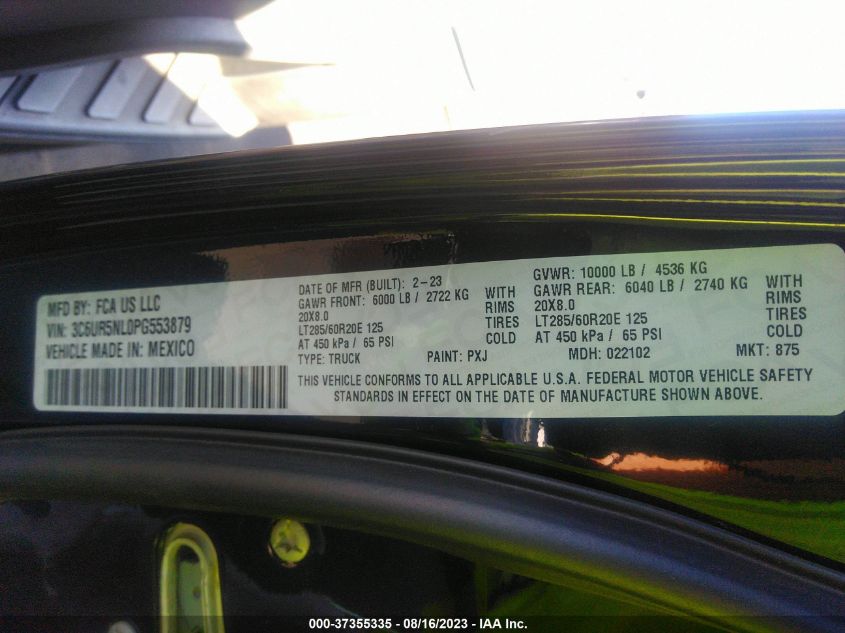 MFD BY: FCA US LLC
VIN: 3C6UR5NL0PG553879
VEHICLE MADE IN: MEXICO
DATE OF MFR (BUILT): 2-23
GAWR FRONT: 6000 LB / 2722 KG WITH
20X8.0 RIMS
LT285/60R20E 125 TIRES
AT 450 kPa / 65 PSI COLD
GVWR: 10000 LB / 4536 KG
GAWR REAR: 6040 LB / 2740 KG WITH
20X8.0 RIMS
LT285/60R20E 125 TIRES
AT 450 kPa / 65 PSI COLD
TYPE: TRUCK PAINT: PXJ MDH: 022102 MKT: 875
THIS VEHICLE CONFORMS TO ALL APPLICABLE U.S.A. FEDERAL MOTOR VEHICLE SAFETY
STANDARDS IN EFFECT ON THE DATE OF MANUFACTURE SHOWN ABOVE.
000-37355335 - 08/16/2023 - IAA Inc.